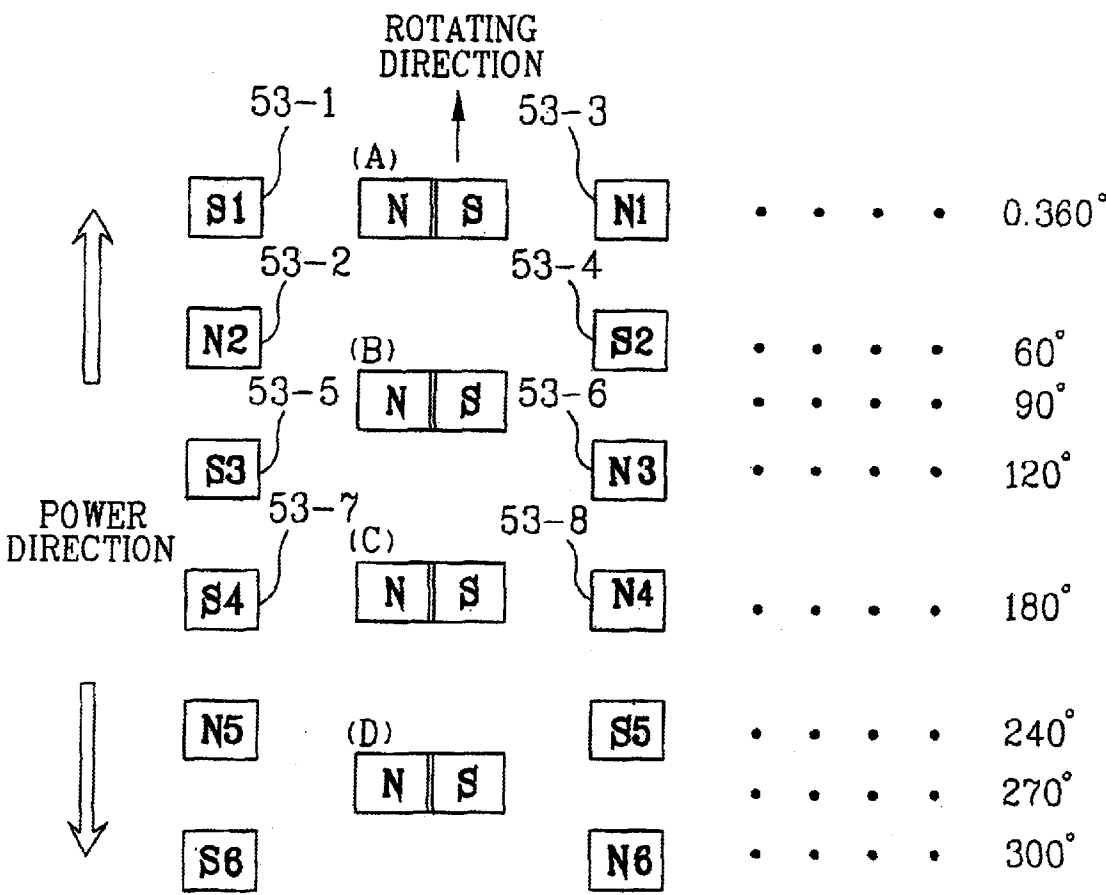 ROTATING
DIRECTION
53-1
53-3
(A)
S1
N
S
N1
0.360°
53-2
53-4
N2
S2
60°
(B)
N
S
90°
53-5
53-6
S3
N3
120°
POWER
DIRECTION
53-7
53-8
(C)
S4
N
S
N4
180°
N5
S5
240°
(D)
N
S
270°
S6
N6
300°